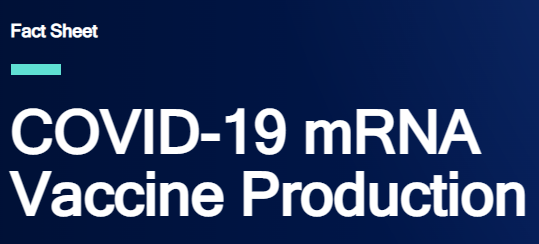 Fact Sheet
COVID-19 mRNA
Vaccine Production